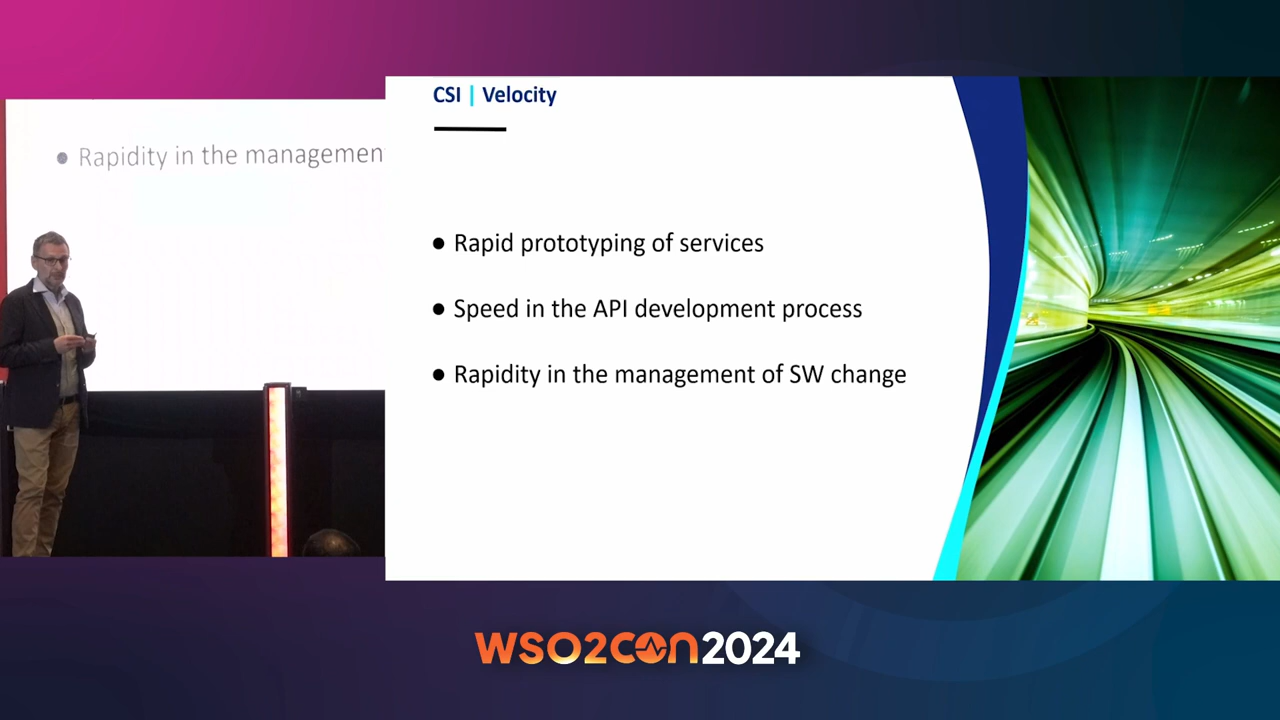 CSI | Velocity
● Rapidity in the managemen
● Rapid prototyping of services
● Speed in the API development process
● Rapidity in the management of SW change
WSO2CON2024